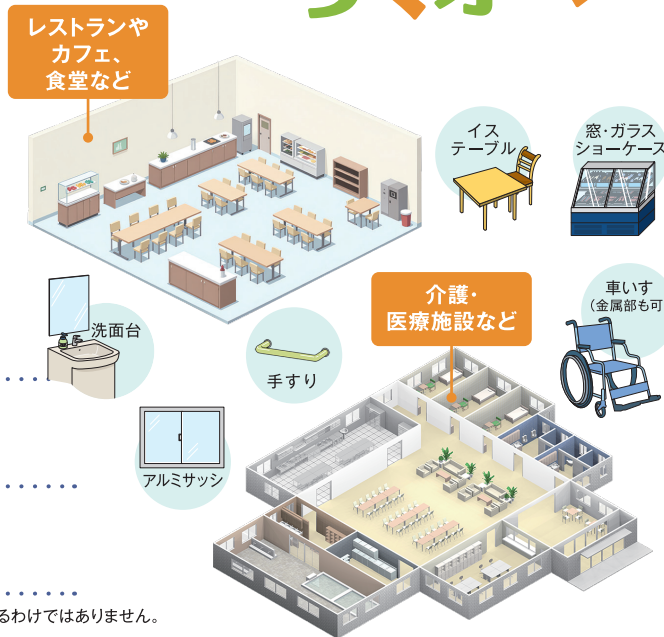 レストランや
カフェ、
食堂など
イス
テーブル
窓・ガラス
ショーケース
介護・
医療施設など
車いす
（金属部も可
洗面台
手すり
アルミサッシ
るわけではありません。